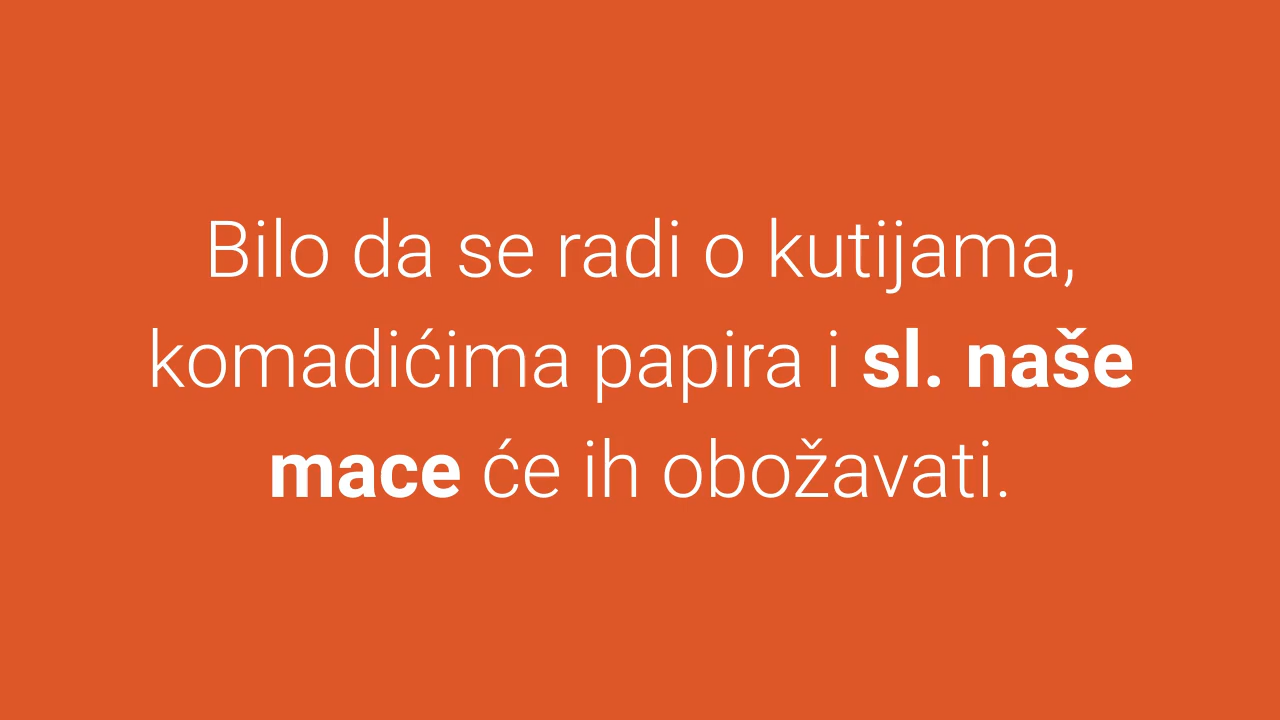 Bilo da se radi o kutijama,
komadićima papira i sl. naše
mace će ih obožavati.